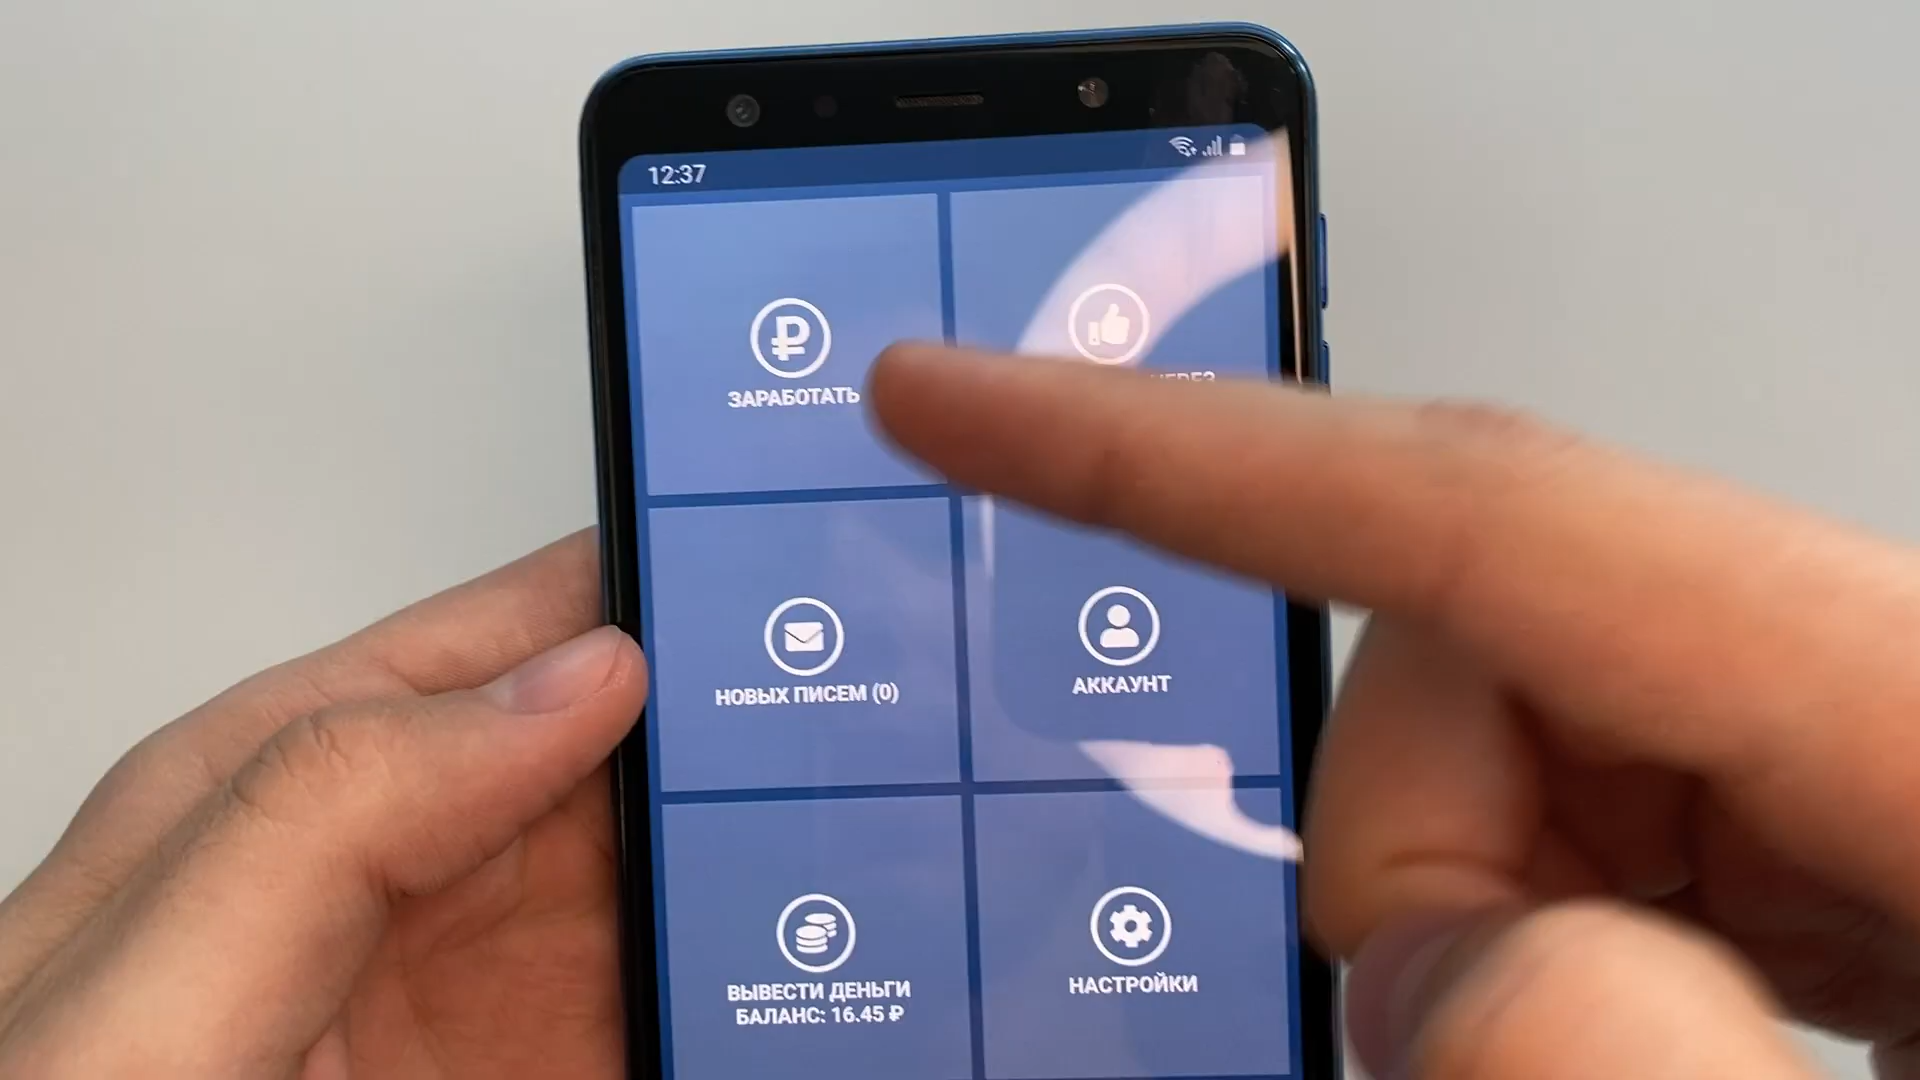 12:37
ЗАРАБОТАТЬ
НОВЫХ ПИСЕМ (0)
АККАУНТ
ВЫВЕСТИ ДЕНЬГИ
БАЛАНС: 16.45 ₽
НАСТРОЙКИ